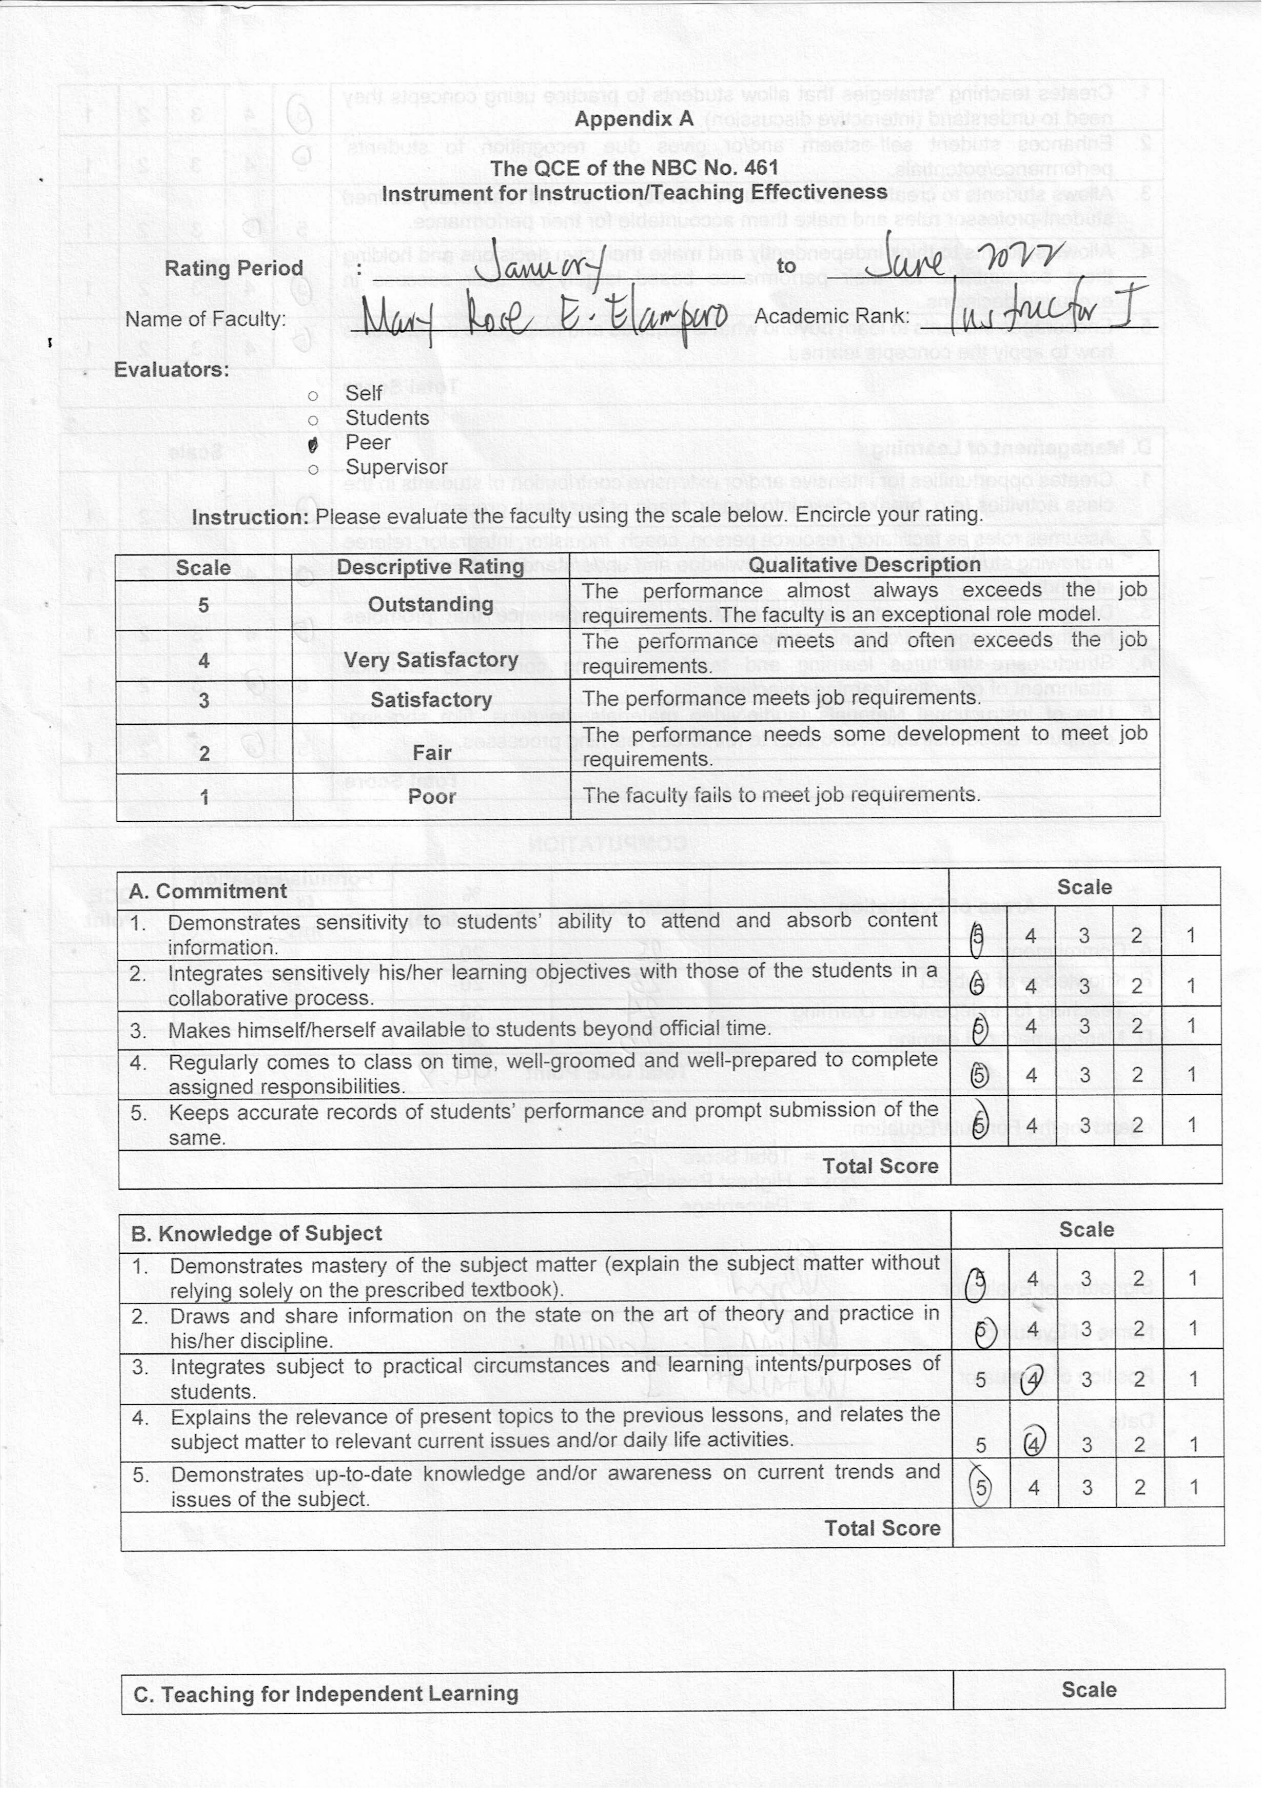 Appendix A
The QCE of the NBC No. 461
Instrument for Instruction/Teaching Effectiveness
Rating Period : January to June 2022
Name of Faculty: Mary Rose E. Elamparo Academic Rank: Instructor I
Evaluators:
Self
Students
Peer
Supervisor
Instruction: Please evaluate the faculty using the scale below. Encircle your rating.
Scale Descriptive Rating Qualitative Description
5 Outstanding The performance almost always exceeds the job
requirements. The faculty is an exceptional role model.
4 Very Satisfactory The performance meets and often exceeds the job
requirements.
3 Satisfactory The performance meets job requirements.
2 Fair The performance needs some development to meet job
requirements.
1 Poor The faculty fails to meet job requirements.
A. Commitment Scale
1. Demonstrates sensitivity to students' ability to attend and absorb content
information. 5 4 3 2 1
2. Integrates sensitively his/her learning objectives with those of the students in a
collaborative process. 5 4 3 2 1
3. Makes himself/herself available to students beyond official time. 5 4 3 2 1
4. Regularly comes to class on time, well-groomed and well-prepared to complete
assigned responsibilities. 5 4 3 2 1
5. Keeps accurate records of students' performance and prompt submission of the
same. 5 4 3 2 1
Total Score
B. Knowledge of Subject Scale
1. Demonstrates mastery of the subject matter (explain the subject matter without
relying solely on the prescribed textbook). 5 4 3 2 1
2. Draws and share information on the state on the art of theory and practice in
his/her discipline. 5 4 3 2 1
3. Integrates subject to practical circumstances and learning intents/purposes of
students. 5 4 3 2 1
4. Explains the relevance of present topics to the previous lessons, and relates the
subject matter to relevant current issues and/or daily life activities. 5 4 3 2 1
5. Demonstrates up-to-date knowledge and/or awareness on current trends and
issues of the subject. 5 4 3 2 1
Total Score
C. Teaching for Independent Learning Scale